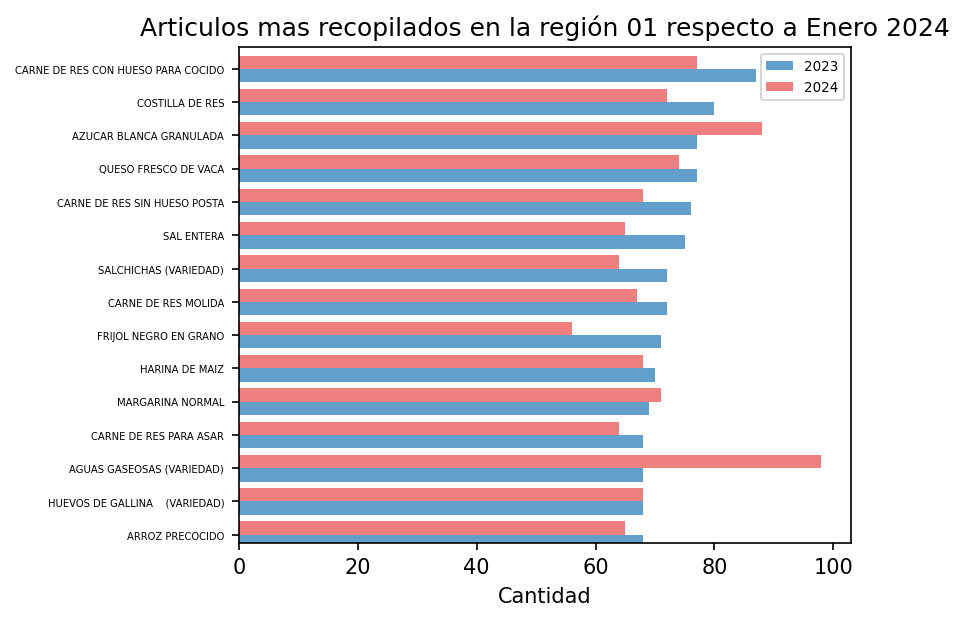 Articulos mas recopilados en la región 01 respecto a Enero 2024
CARNE DE RES CON HUESO PARA COCIDO
COSTILLA DE RES
AZUCAR BLANCA GRANULADA
QUESO FRESCO DE VACA
CARNE DE RES SIN HUESO POSTA
SAL ENTERA
SALCHICHAS (VARIEDAD)
CARNE DE RES MOLIDA
FRIJOL NEGRO EN GRANO
HARINA DE MAIZ
MARGARINA NORMAL
CARNE DE RES PARA ASAR
AGUAS GASEOSAS (VARIEDAD)
HUEVOS DE GALLINA    (VARIEDAD)
ARROZ PRECOCIDO
2023
2024
0 20 40 60 80 100
Cantidad